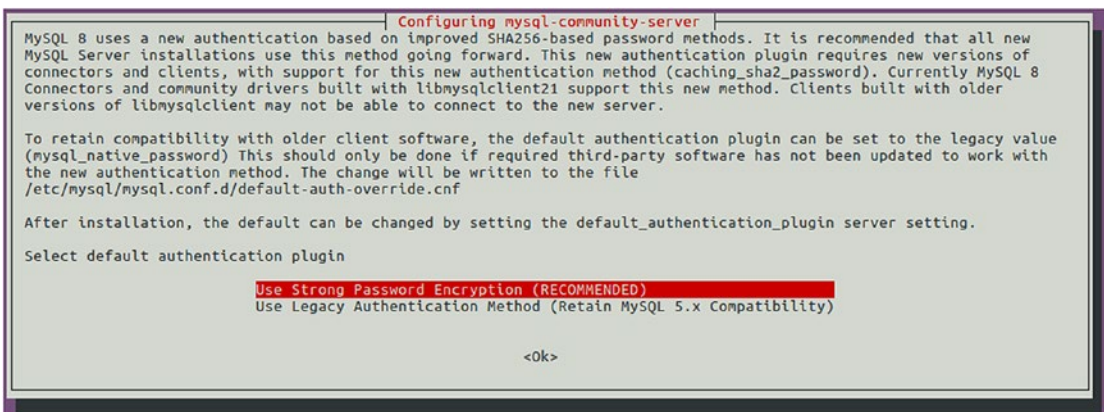 Configuring mysql-community-server
MySQL 8 uses a new authentication based on improved SHA256-based password methods. It is recommended that all new
MySQL Server installations use this method going forward. This new authentication plugin requires new versions of
connectors and clients, with support for this new authentication method (caching_sha2_password). Currently MySQL 8
Connectors and community drivers built with libmysqlclient21 support this new method. Clients built with older
versions of libmysqlclient may not be able to connect to the new server.
To retain compatibility with older client software, the default authentication plugin can be set to the legacy value
(mysql_native_password) This should only be done if required third-party software has not been updated to work with
the new authentication method. The change will be written to the file
/etc/mysql/mysql.conf.d/default-auth-override.cnf
After installation, the default can be changed by setting the default_authentication_plugin server setting.
Select default authentication plugin
Use Strong Password Encryption (RECOMMENDED)
Use Legacy Authentication Method (Retain MySQL 5.x Compatibility)
<Ok>